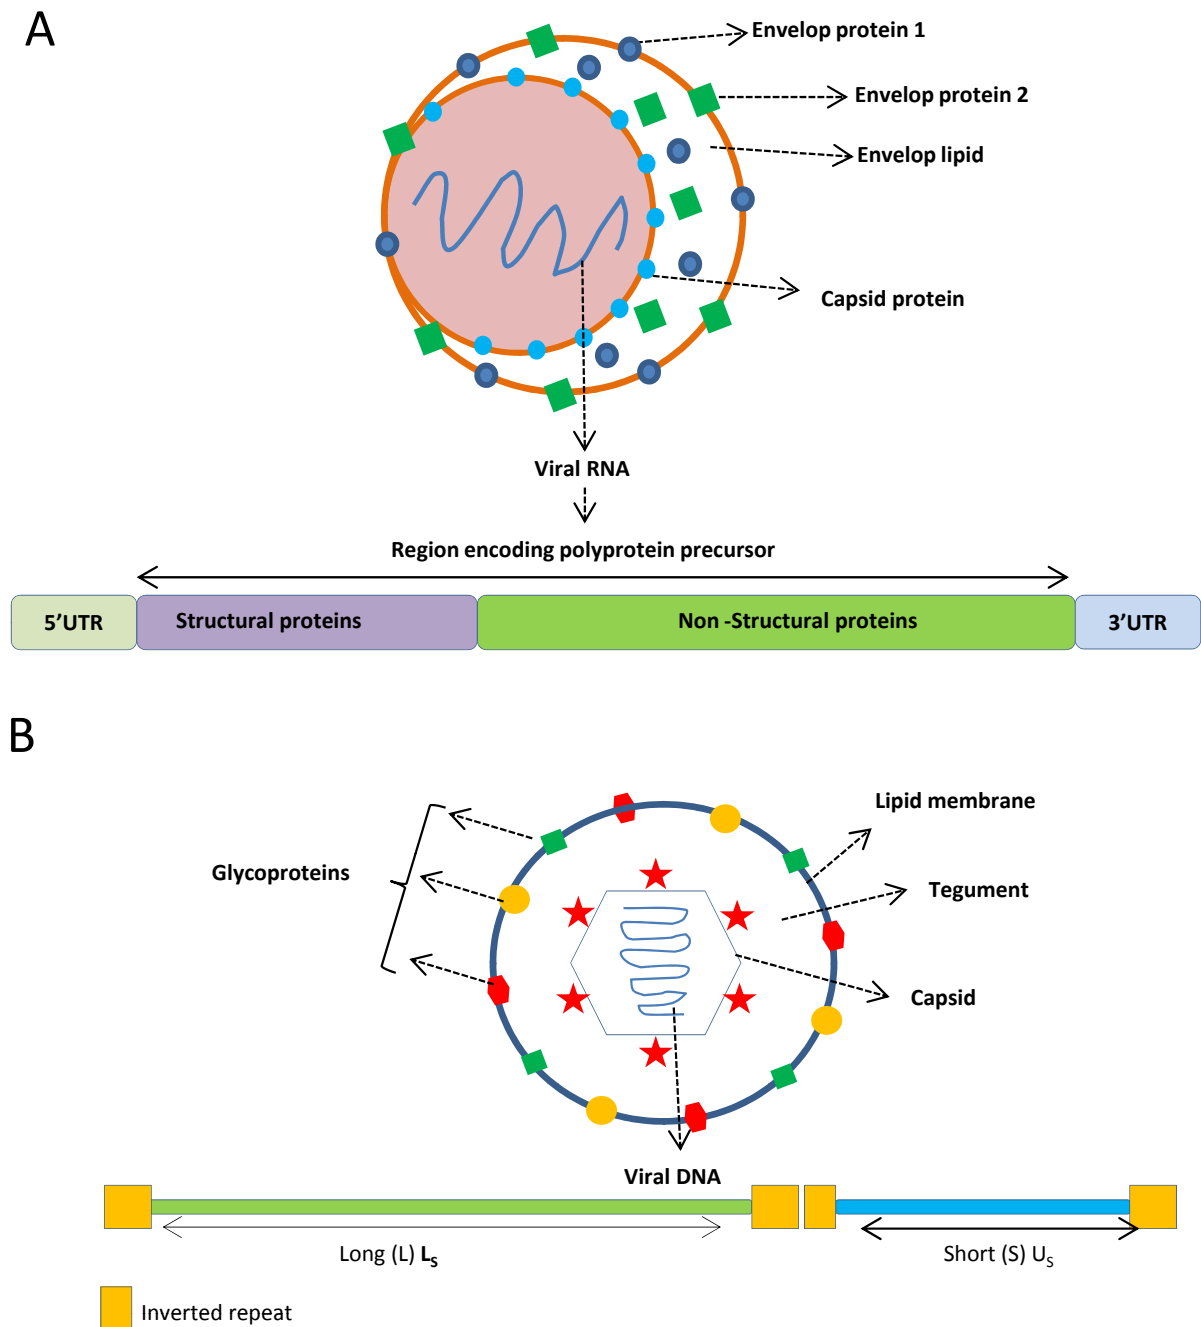 A
Envelop protein 1
Envelop protein 2
Envelop lipid
Capsid protein
Viral RNA
Region encoding polyprotein precursor
5'UTR
Structural proteins
Non -Structural proteins
3'UTR
B
Lipid membrane
Glycoproteins
Tegument
Capsid
Viral DNA
Long (L) LS
Short (S) US
Inverted repeat